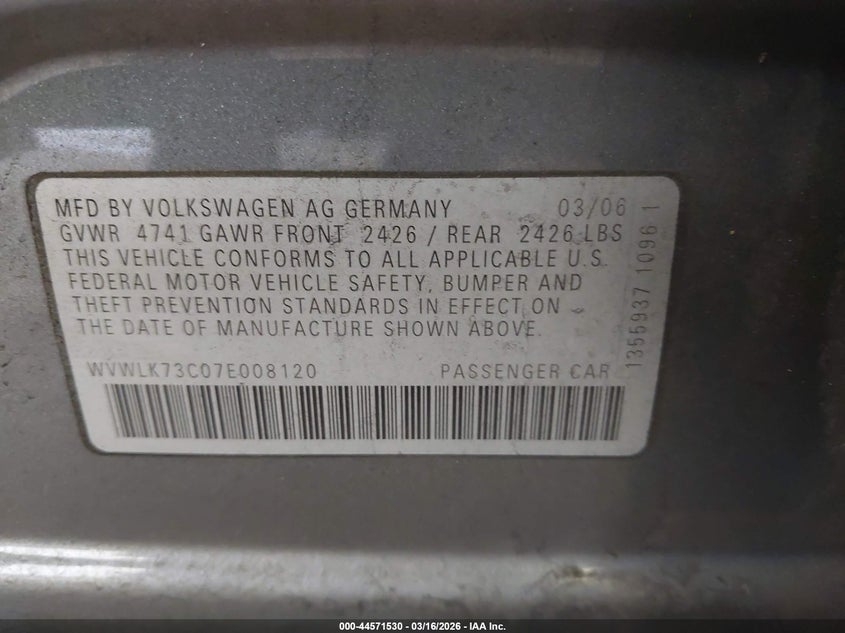 MFD BY VOLKSWAGEN AG GERMANY 03/06
GVWR 4741 GAWR FRONT 2426 / REAR 2426 LBS
THIS VEHICLE CONFORMS TO ALL APPLICABLE U.S.
FEDERAL MOTOR VEHICLE SAFETY, BUMPER AND
THEFT PREVENTION STANDARDS IN EFFECT ON
THE DATE OF MANUFACTURE SHOWN ABOVE.
WVWLK73C07E008120 PASSENGER CAR
1355937 1096 1
000-44571530 - 03/16/2026 - IAA Inc.